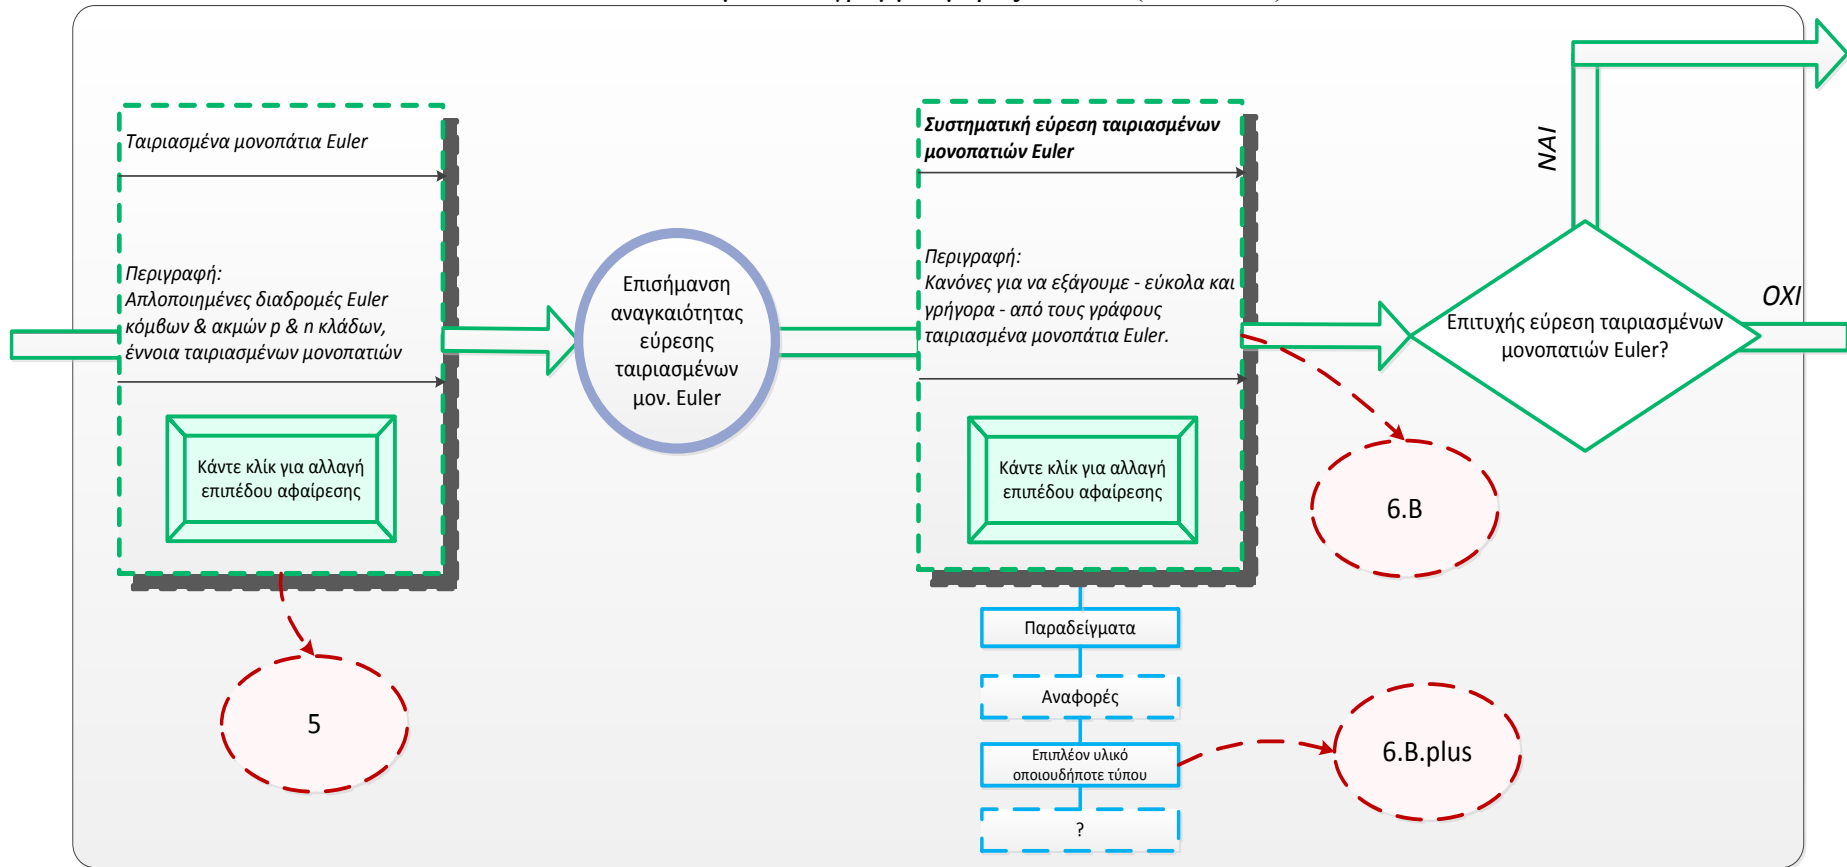 Ταιριασμένα μονοπάτια Euler
Περιγραφή:
Απλοποιημένες διαδρομές Euler
κόμβων & ακμών p & n κλάδων,
έννοια ταιριασμένων μονοπατιών
Κάντε κλίκ για αλλαγή
επιπέδου αφαίρεσης
5
Επισήμανση
αναγκαιότητας
εύρεσης
ταιριασμένων
μον. Euler
Συστηματική εύρεση ταιριασμένων
μονοπατιών Euler
Περιγραφή:
Κανόνες για να εξάγουμε - εύκολα και
γρήγορα - από τους γράφους
ταιριασμένα μονοπάτια Euler.
Κάντε κλίκ για αλλαγή
επιπέδου αφαίρεσης
Παραδείγματα
Αναφορές
Επιπλέον υλικό
οποιουδήποτε τύπου
?
6.B
6.B.plus
Επιτυχής εύρεση ταιριασμένων
μονοπατιών Euler?
ΝΑΙ
ΟΧΙ